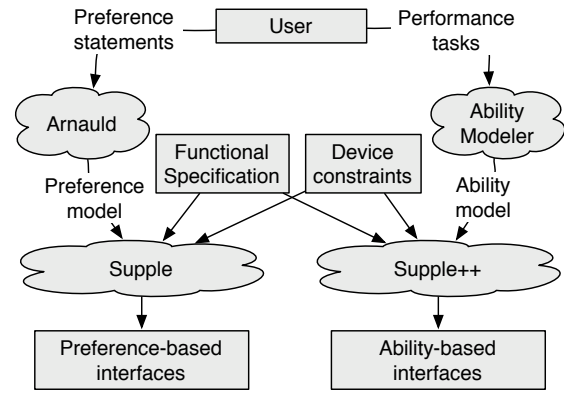 Preference
statements
User
Performance
tasks
Arnauld
Ability
Modeler
Functional
Specification
Device
constraints
Preference
model
Ability
model
Supple
Supple++
Preference-based
interfaces
Ability-based
interfaces